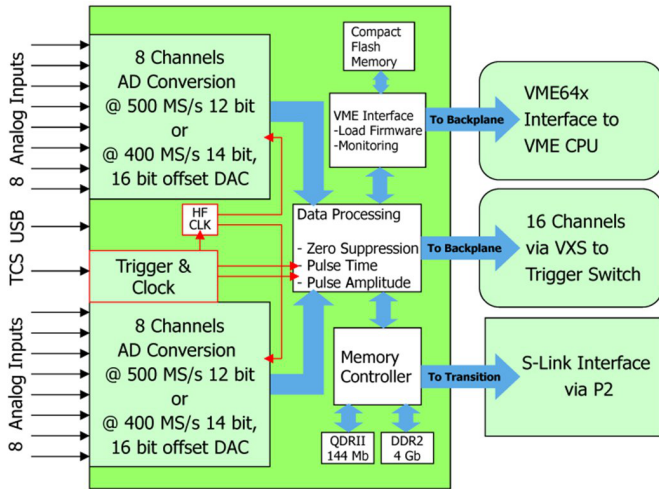 8 Analog Inputs
8 Channels
AD Conversion
@ 500 MS/s 12 bit
or
@ 400 MS/s 14 bit,
16 bit offset DAC
Compact
Flash
Memory
VME Interface
-Load Firmware
-Monitoring
To Backplane
VME64x
Interface to
VME CPU
USB
HF
CLK
TCS
Trigger &
Clock
Data Processing
- Zero Suppression
- Pulse Time
- Pulse Amplitude
To Backplane
16 Channels
via VXS to
Trigger Switch
8 Analog Inputs
8 Channels
AD Conversion
@ 500 MS/s 12 bit
or
@ 400 MS/s 14 bit,
16 bit offset DAC
Memory
Controller
To Transition
S-Link Interface
via P2
QDRII
144 Mb
DDR2
4 Gb